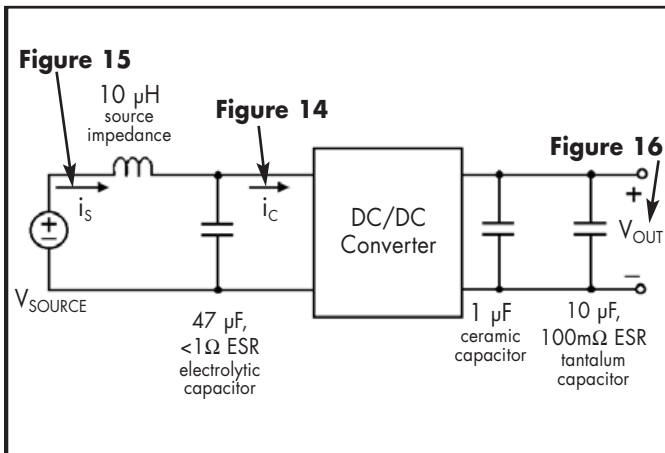 Figure 15
10 µH
source
impedance
Figure 14
Figure 16
iS
iC
DC/DC
Converter
+
VOUT
−
+
−
VSOURCE
47 µF,
<1Ω ESR
electrolytic
capacitor
1 µF
ceramic
capacitor
10 µF,
100mΩ ESR
tantalum
capacitor